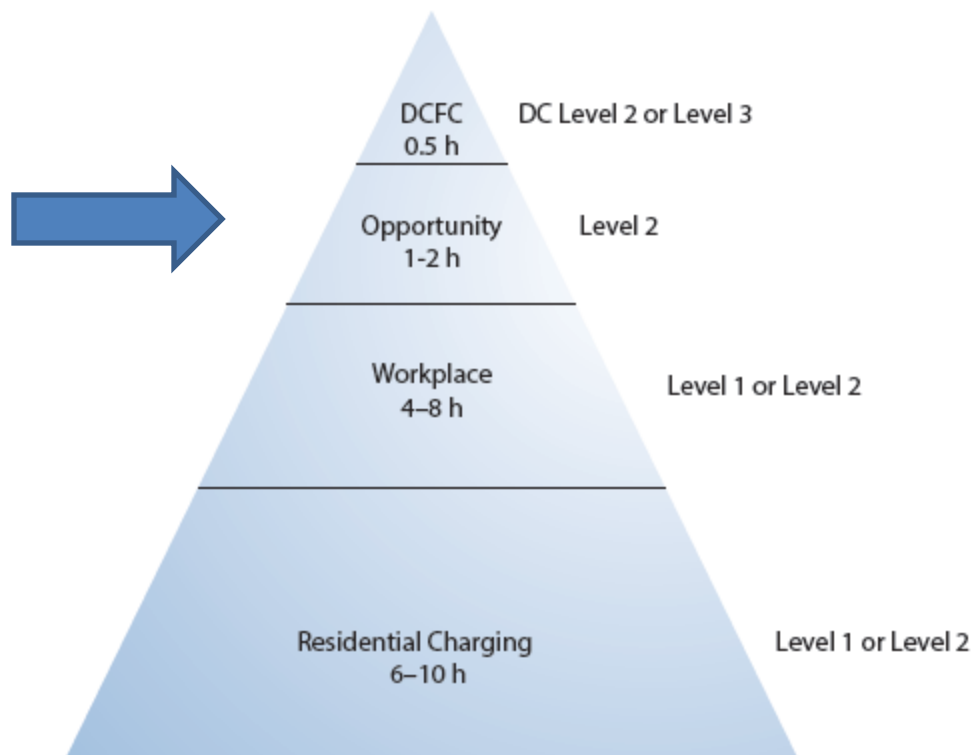 DCFC
0.5 h
DC Level 2 or Level 3
Opportunity
1-2 h
Level 2
Workplace
4–8 h
Level 1 or Level 2
Residential Charging
6–10 h
Level 1 or Level 2